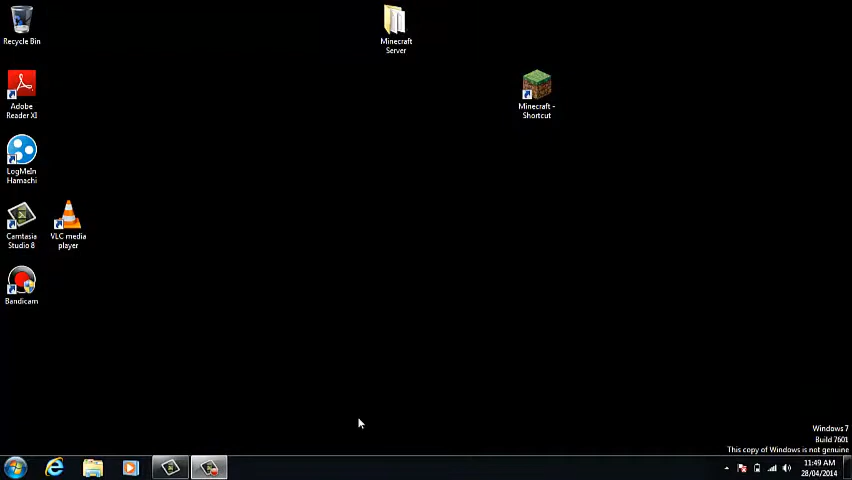 Recycle Bin
Minecraft
Server
Adobe
Reader XI
Minecraft -
Shortcut
LogMeIn
Hamachi
Camtasia
Studio 8
VLC media
player
Bandicam
Windows 7
Build 7601
This copy of Windows is not genuine
11:49 AM
28/04/2014